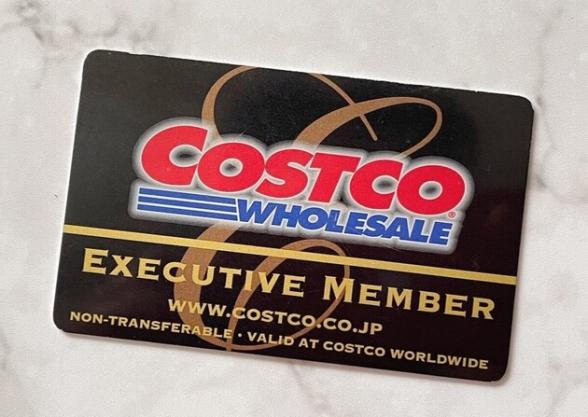 COSTCO
WHOLESALE
EXECUTIVE MEMBER
WWW.COSTCO.CO.JP
NON-TRANSFERABLE · VALID AT COSTCO WORLDWIDE